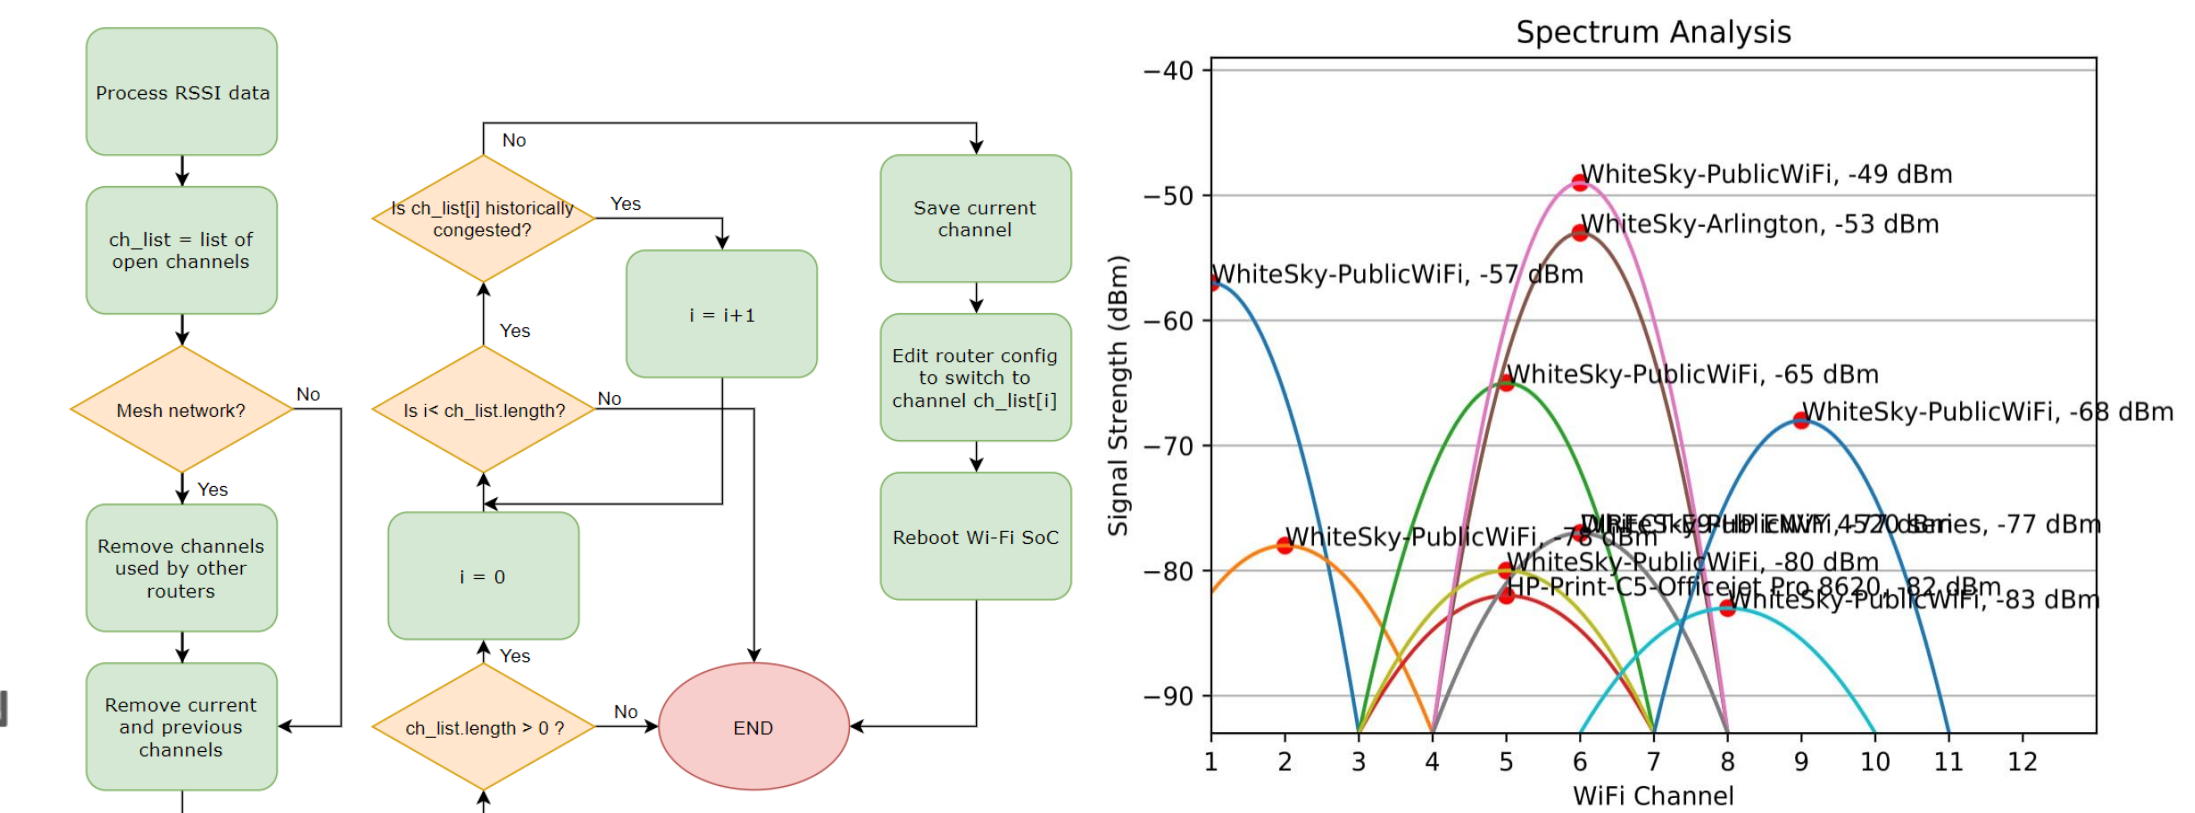 Process RSSI data
ch_list = list of
open channels
Mesh network?
No
Yes
Remove channels
used by other
routers
Remove current
and previous
channels
No
Is ch_list[i] historically
congested?
Yes
i = i+1
Yes
Is i< ch_list.length?
No
i = 0
Yes
ch_list.length > 0 ?
No
END
Save current
channel
Edit router config
to switch to
channel ch_list[i]
Reboot Wi-Fi SoC
Spectrum Analysis
Signal Strength (dBm)
−40
−50
−60
−70
−80
−90
WhiteSky-PublicWiFi, -49 dBm
WhiteSky-Arlington, -53 dBm
WhiteSky-PublicWiFi, -57 dBm
WhiteSky-PublicWiFi, -65 dBm
WhiteSky-PublicWiFi, -68 dBm
series, -77 dBm
WhiteSky-PublicWiFi, -78 dBm
WhiteSky-PublicWiFi, -80 dBm
HP-Print-C5-Officejet Pro 8620, -82 dBm
WhiteSky-PublicWiFi, -83 dBm
1 2 3 4 5 6 7 8 9 10 11 12
WiFi Channel